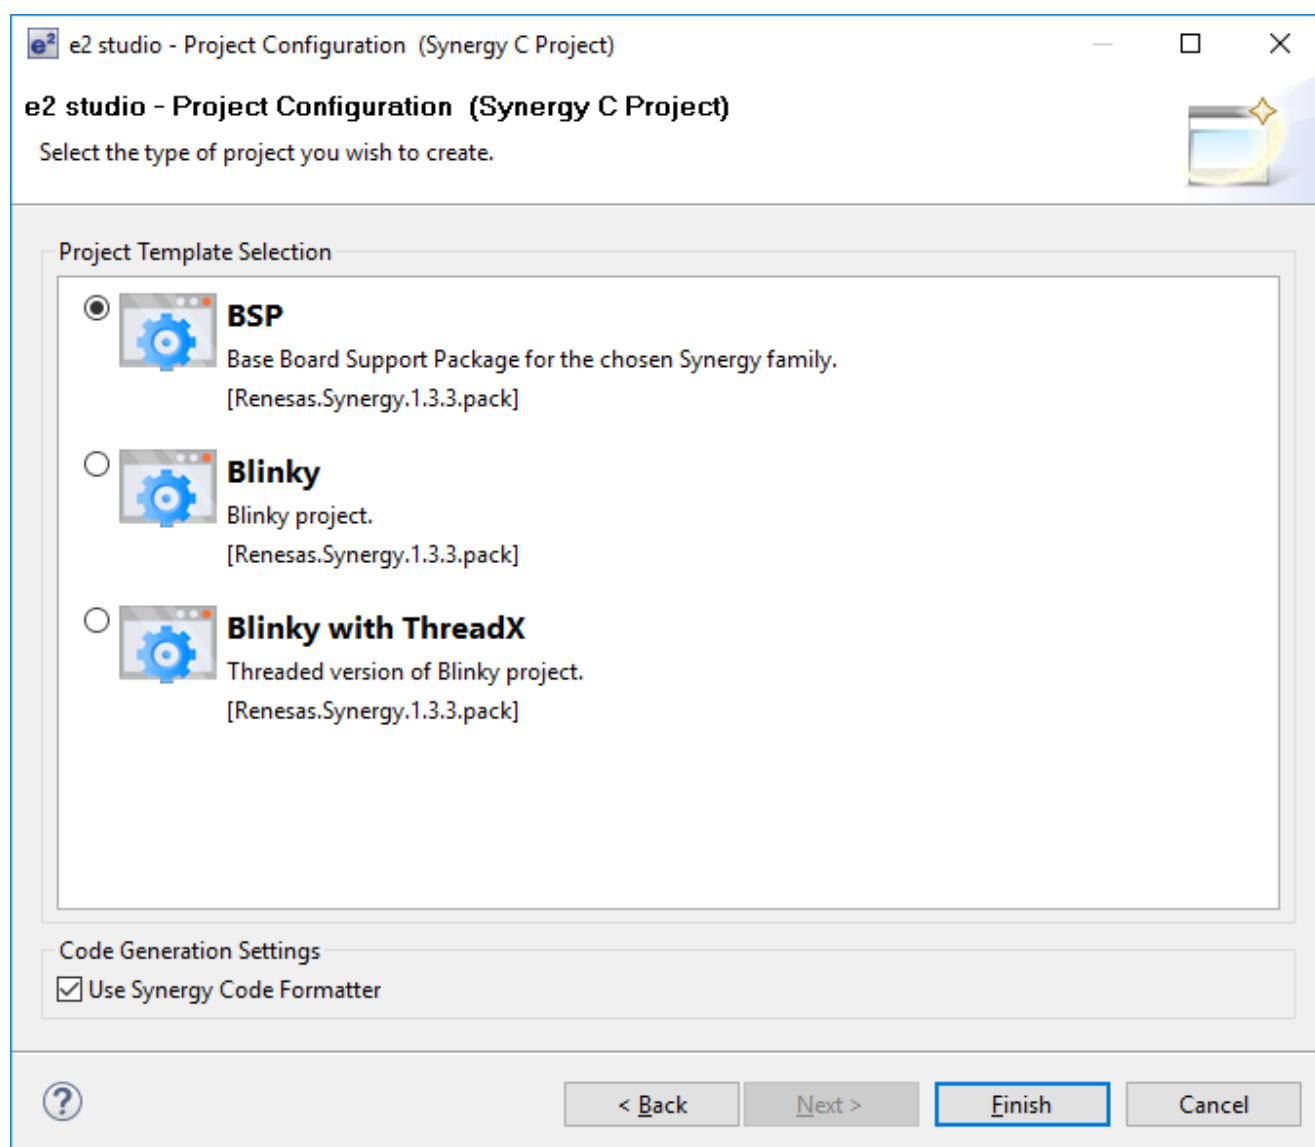 e² e2 studio - Project Configuration (Synergy C Project)
e2 studio - Project Configuration (Synergy C Project)
Select the type of project you wish to create.
Project Template Selection
BSP
Base Board Support Package for the chosen Synergy family.
[Renesas.Synergy.1.3.3.pack]
Blinky
Blinky project.
[Renesas.Synergy.1.3.3.pack]
Blinky with ThreadX
Threaded version of Blinky project.
[Renesas.Synergy.1.3.3.pack]
Code Generation Settings
Use Synergy Code Formatter
? < Back Next > Finish Cancel